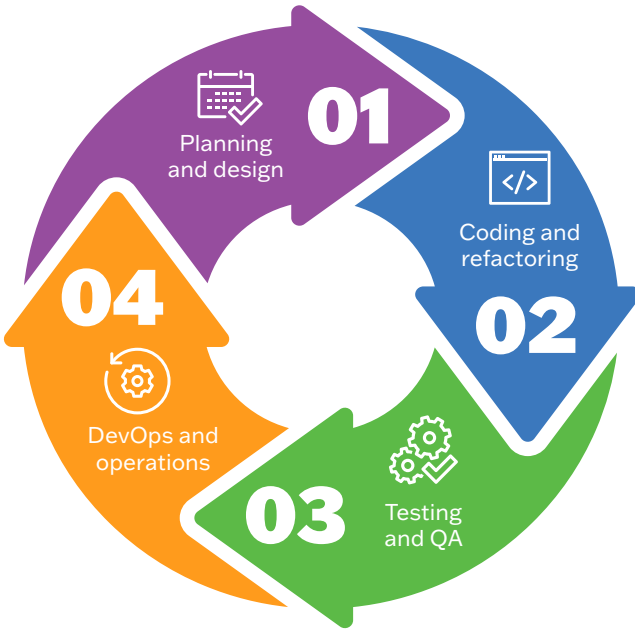 01
Planning
and design
</>
Coding and
refactoring
02
03
Testing
and QA
04
DevOps and
operations